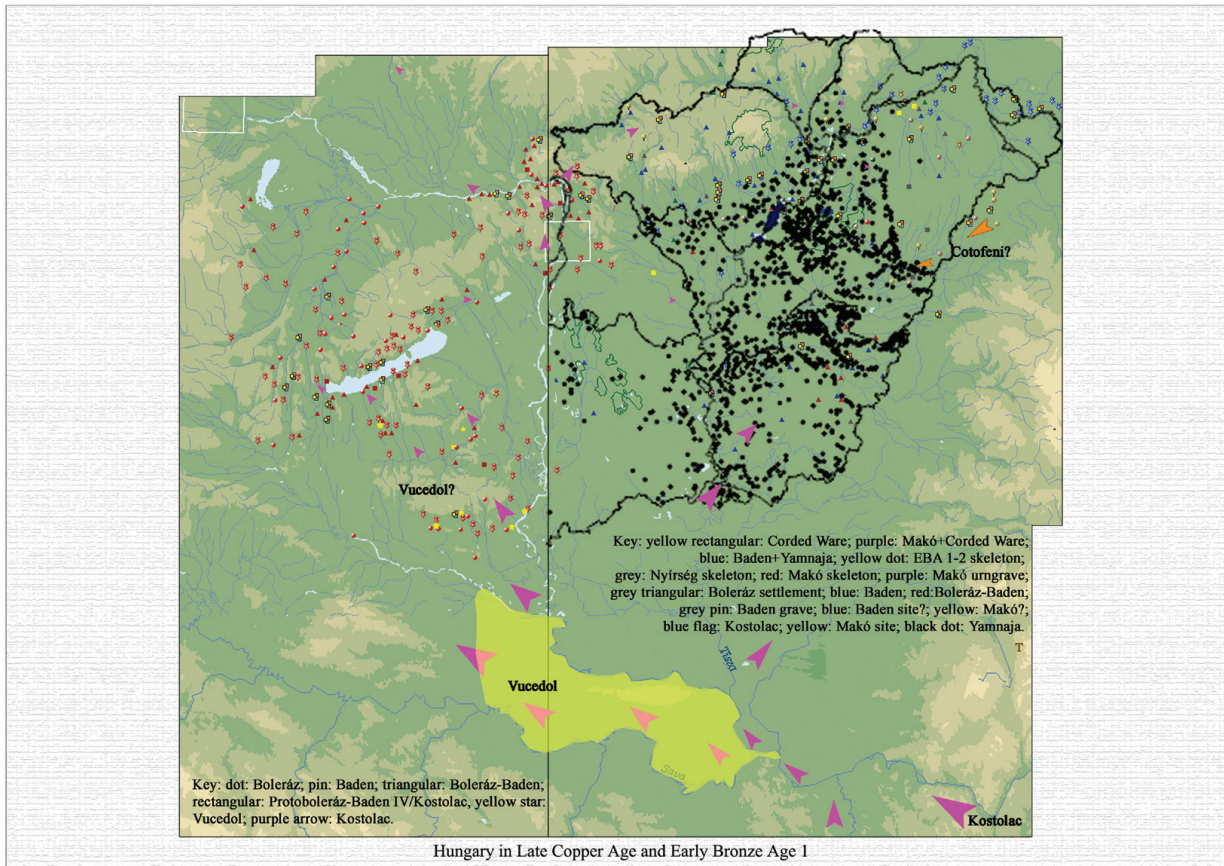 Cotofeni?
Vucedol?
Key: yellow rectangular: Corded Ware; purple: Makó+Corded Ware;
blue: Baden+Yamnaja; yellow dot: EBA 1-2 skeleton;
grey: Nyírség skeleton; red: Makó skeleton; purple: Makó urngrave;
grey triangular: Boleráz settlement; blue: Baden; red:Boleráz-Baden;
grey pin: Baden grave; blue: Baden site?; yellow: Makó?;
blue flag: Kostolac; yellow: Makó site; black dot: Yamnaja.
T
Tisza
Vucedol
Sava
Key: dot: Boleráz; pin: Baden; triangular: Boleráz-Baden;
rectangular: Protoboleráz-Baden IV/Kostolac, yellow star:
Vucedol; purple arrow: Kostolac.
Kostolac
Hungary in Late Copper Age and Early Bronze Age 1